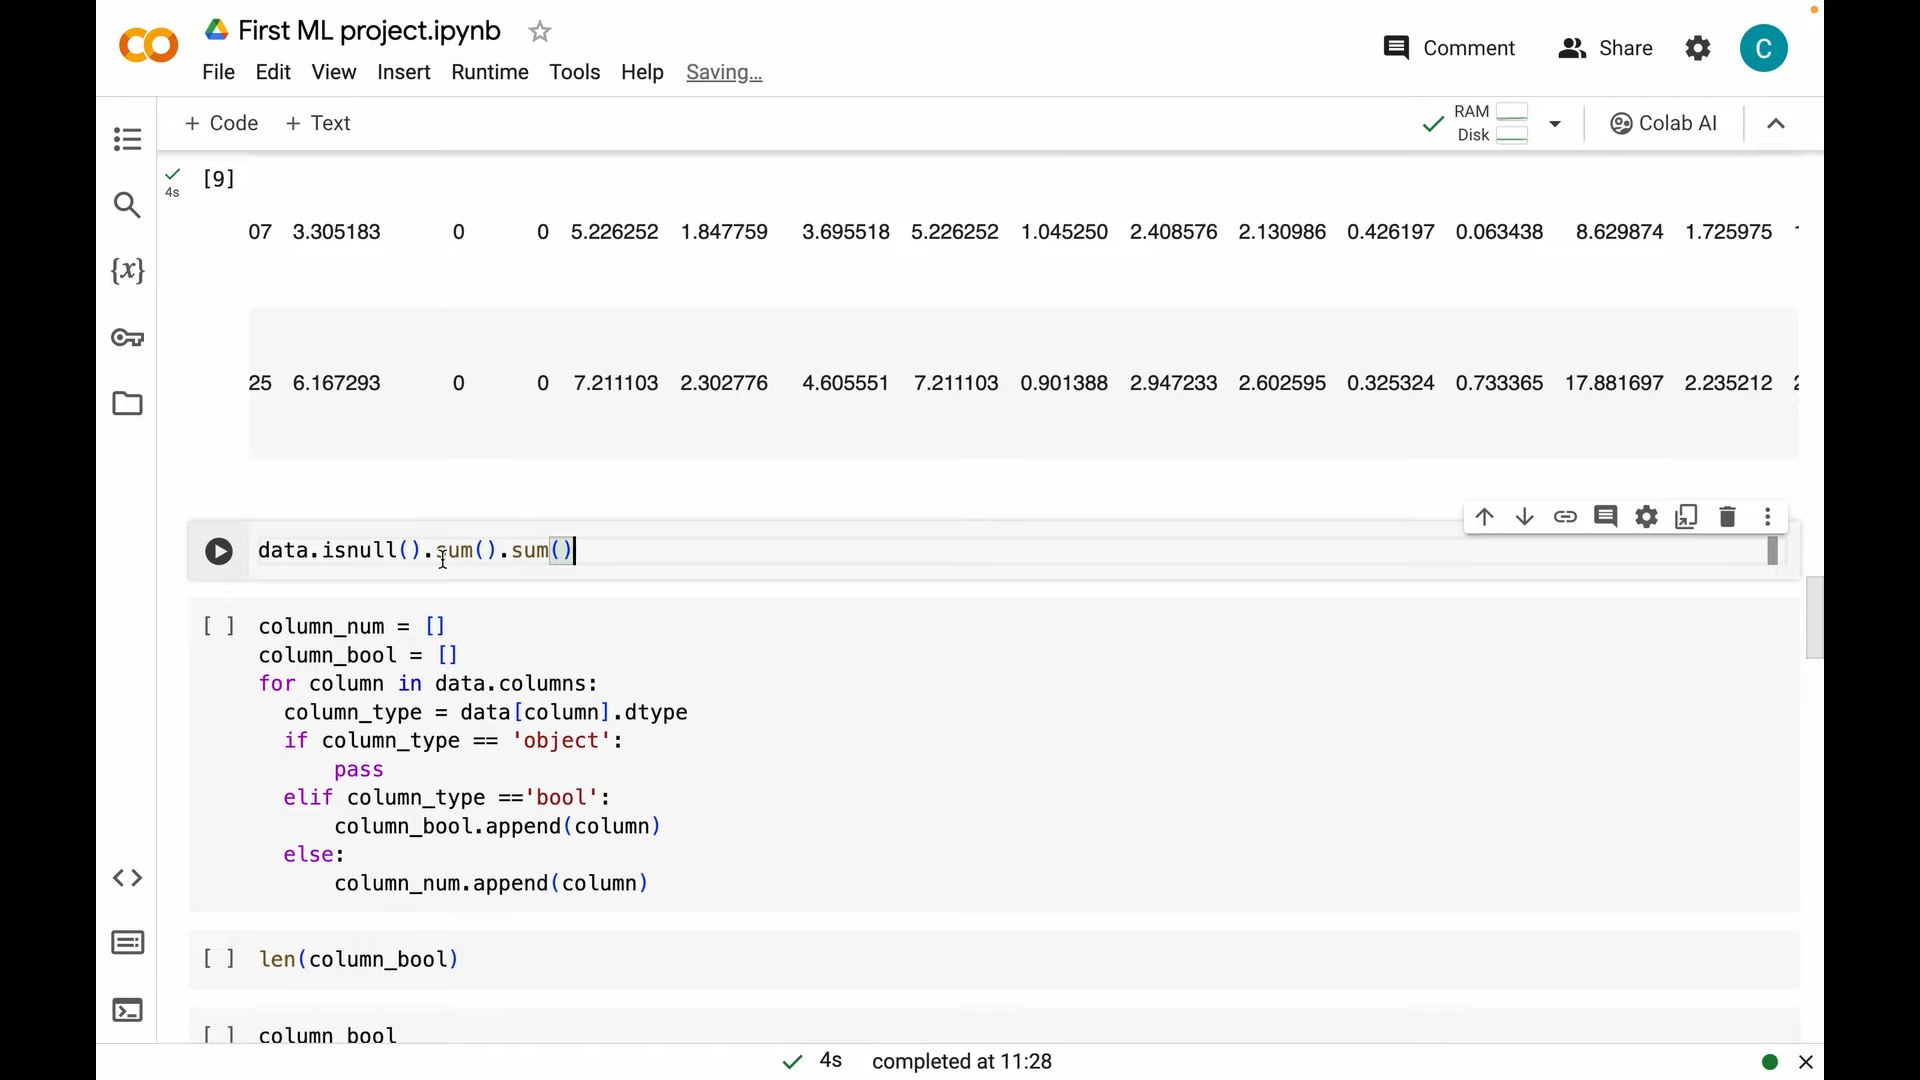 First ML project.ipynb
Comment
Share
C
File Edit View Insert Runtime Tools Help Saving...
+ Code + Text
RAM
Disk
Colab AI
4s
[9]
07 3.305183 0 0 5.226252 1.847759 3.695518 5.226252 1.045250 2.408576 2.130986 0.426197 0.063438 8.629874 1.725975
25 6.167293 0 0 7.211103 2.302776 4.605551 7.211103 0.901388 2.947233 2.602595 0.325324 0.733365 17.881697 2.235212
{x}
data.isnull().sum().sum()
[ ] column_num = []
column_bool = []
for column in data.columns:
column_type = data[column].dtype
if column_type == 'object':
pass
elif column_type =='bool':
column_bool.append(column)
else:
column_num.append(column)
[ ] len(column_bool)
[ ] column_bool
4s completed at 11:28